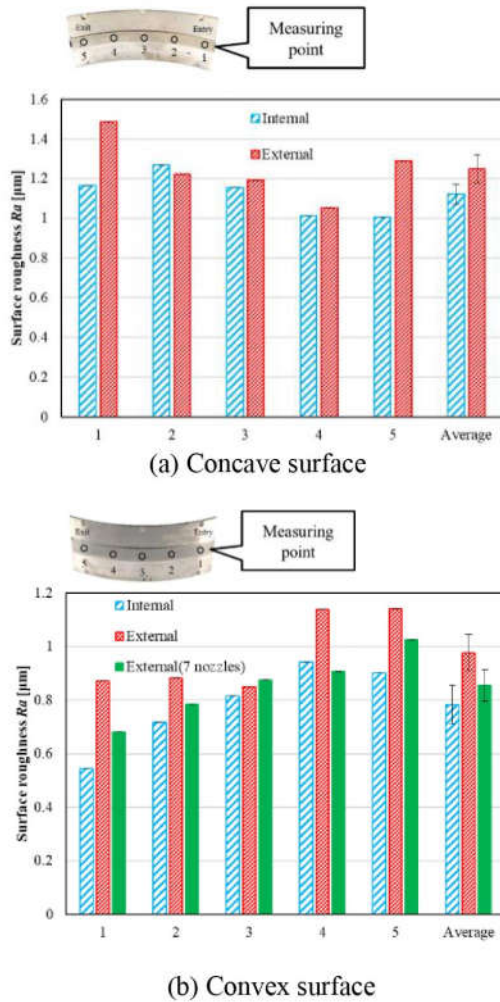 Exit
Entry
5 4 3 2 1
Measuring
point
Surface roughness Ra [μm]
1.6
1.4
1.2
1
0.8
0.6
0.4
0.2
0
Internal
External
1 2 3 4 5 Average
(a) Concave surface
Exit
Entry
5 4 3 2 1
Measuring
point
Surface roughness Ra [μm]
1.2
1
0.8
0.6
0.4
0.2
0
Internal
External
External(7 nozzles)
1 2 3 4 5 Average
(b) Convex surface